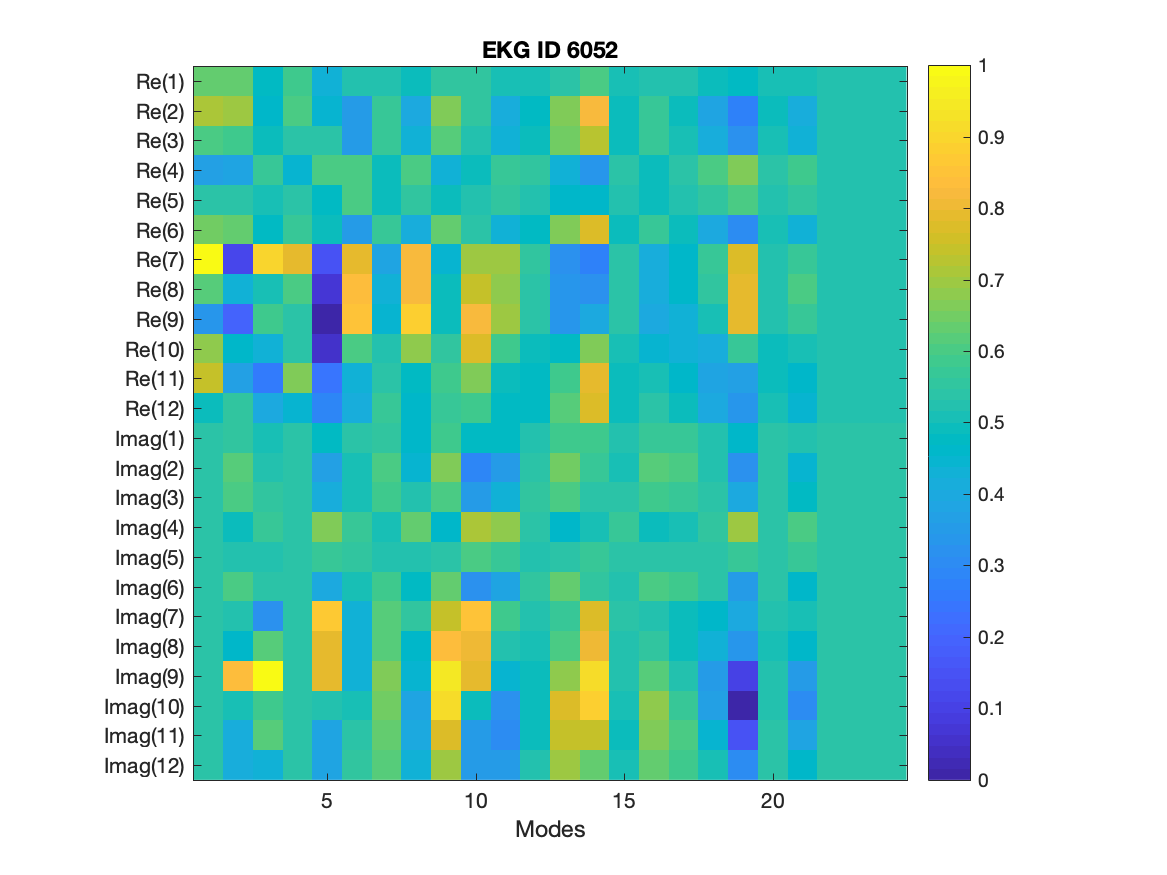 EKG ID 6052
Re(1)
Re(2)
Re(3)
Re(4)
Re(5)
Re(6)
Re(7)
Re(8)
Re(9)
Re(10)
Re(11)
Re(12)
Imag(1)
Imag(2)
Imag(3)
Imag(4)
Imag(5)
Imag(6)
Imag(7)
Imag(8)
Imag(9)
Imag(10)
Imag(11)
Imag(12)
5 10 15 20
Modes
1
0.9
0.8
0.7
0.6
0.5
0.4
0.3
0.2
0.1
0